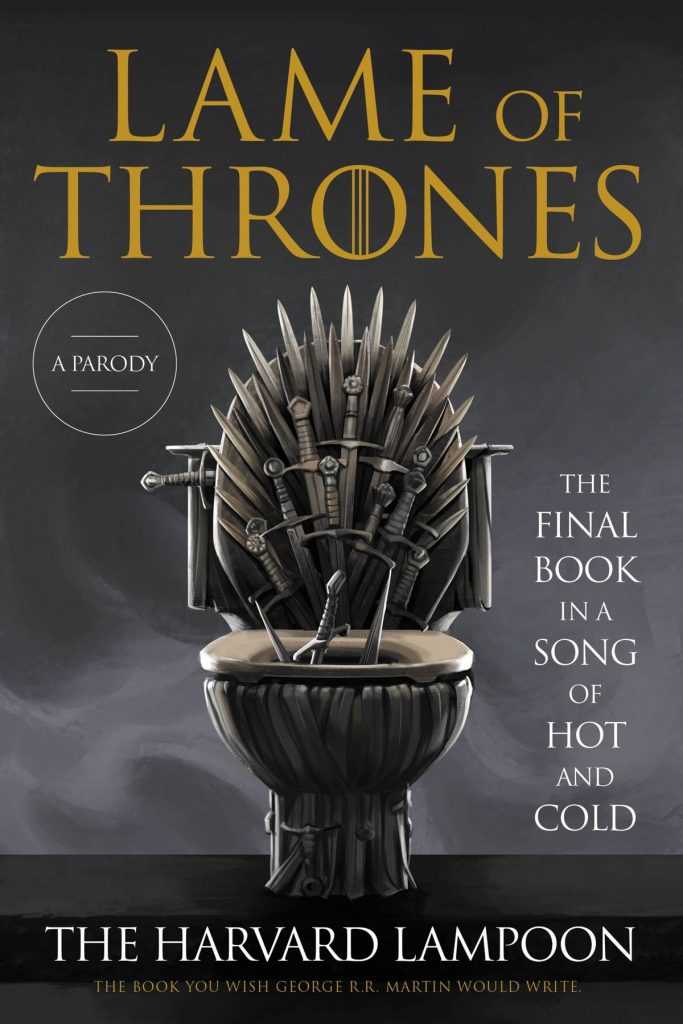 LAME OF
THRONES
A PARODY
THE
FINAL
BOOK
IN A
SONG
OF
HOT
AND
COLD
THE HARVARD LAMPOON
THE BOOK YOU WISH GEORGE R.R. MARTIN WOULD WRITE.